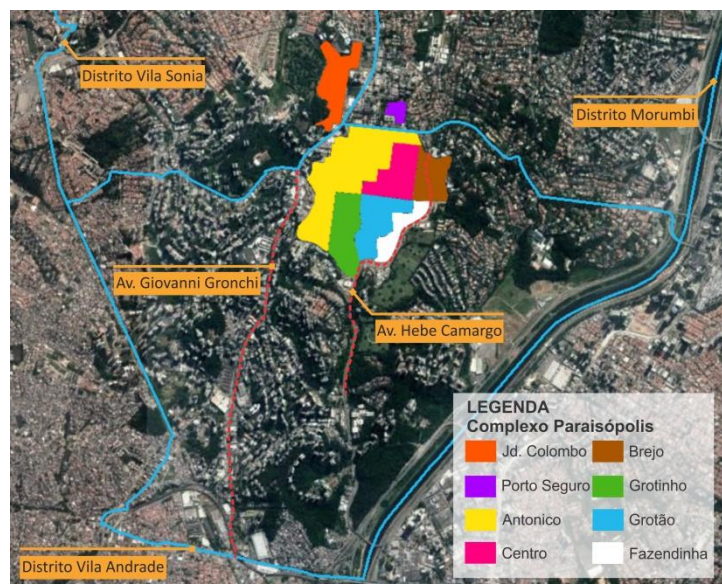 Distrito Vila Sonia
Distrito Morumbi
Av. Giovanni Gronchi
Av. Hebe Camargo
Distrito Vila Andrade
LEGENDA
Complexo Paraisópolis
Jd. Colombo
Brejo
Porto Seguro
Grotinho
Antonico
Grotão
Centro
Fazendinha